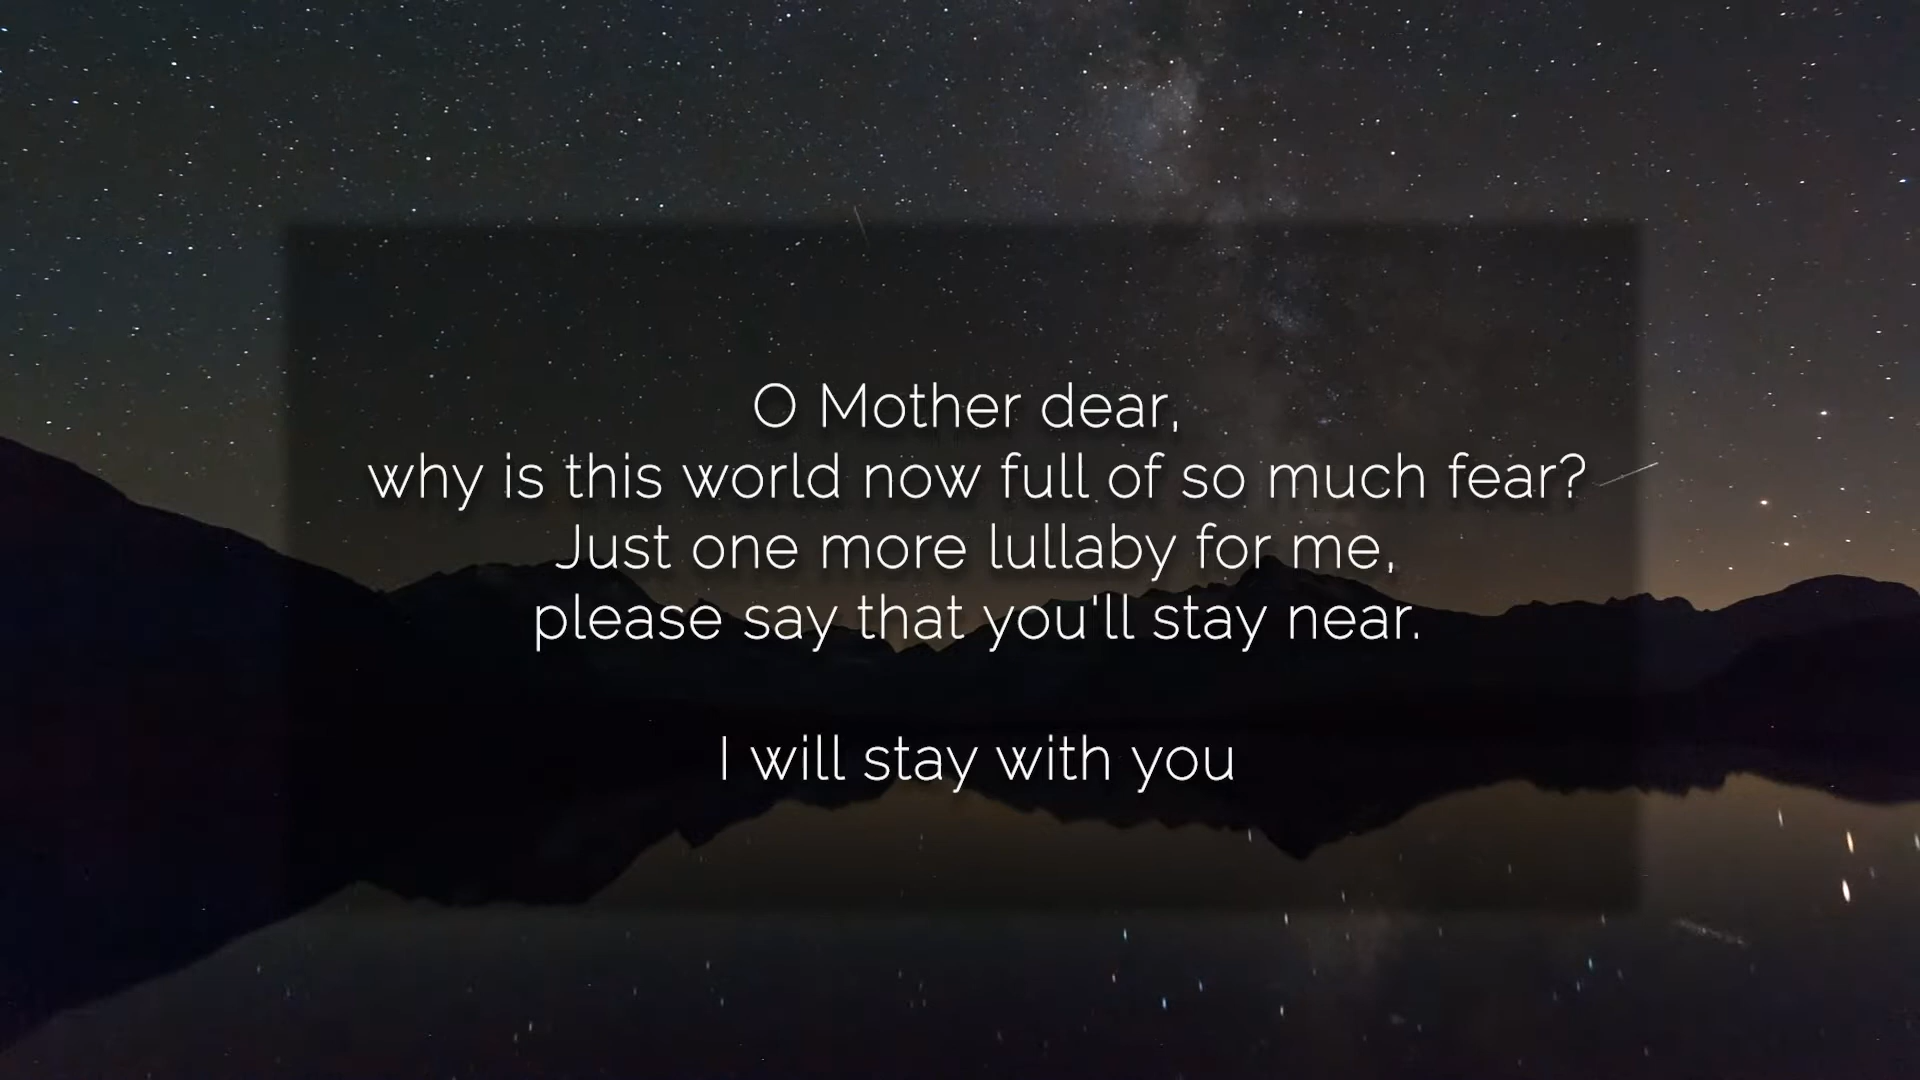 O Mother dear,
why is this world now full of so much fear?
Just one more lullaby for me,
please say that you'll stay near.
I will stay with you